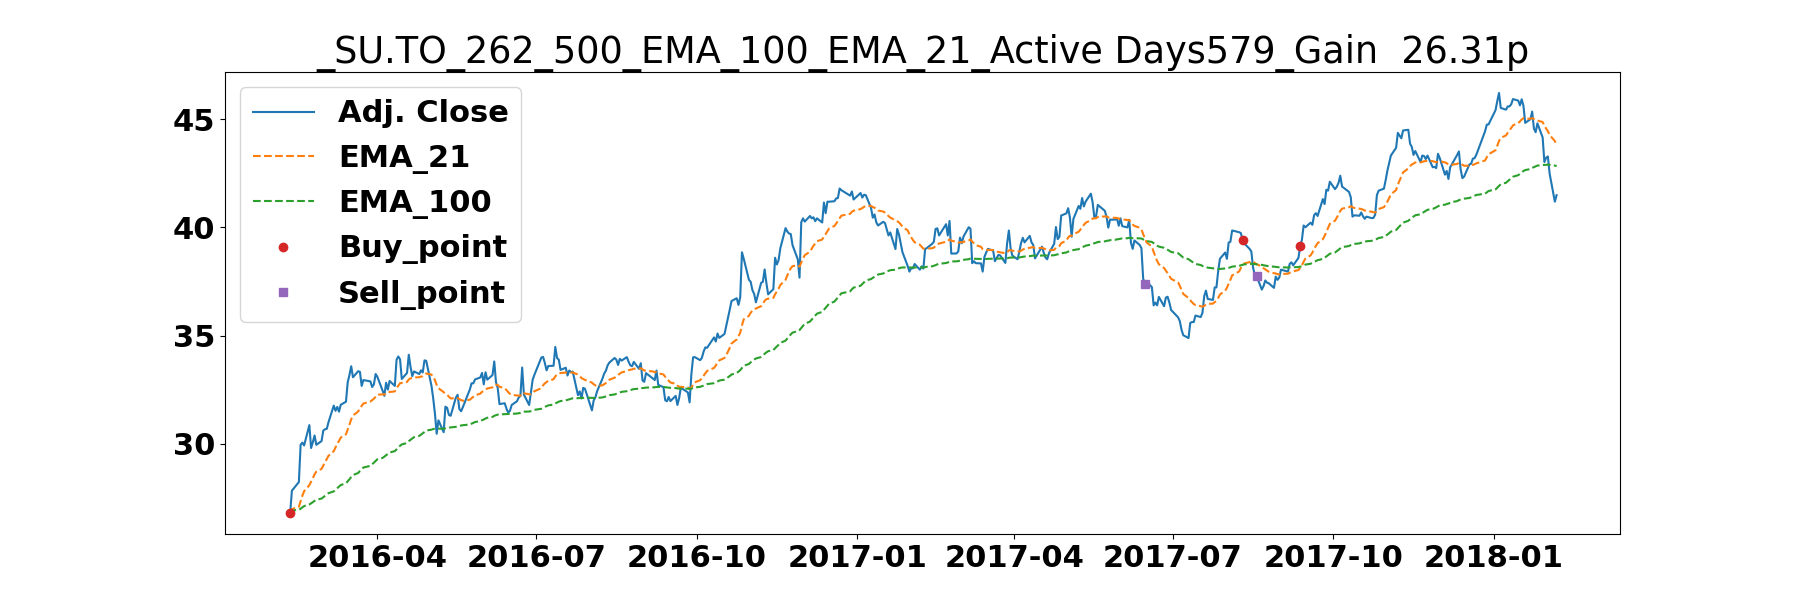 _SU.TO_262_500_EMA_100_EMA_21_Active Days579_Gain  26.31p
Adj. Close
EMA_21
EMA_100
Buy_point
Sell_point
45
40
35
30
2016-04 2016-07 2016-10 2017-01 2017-04 2017-07 2017-10 2018-01